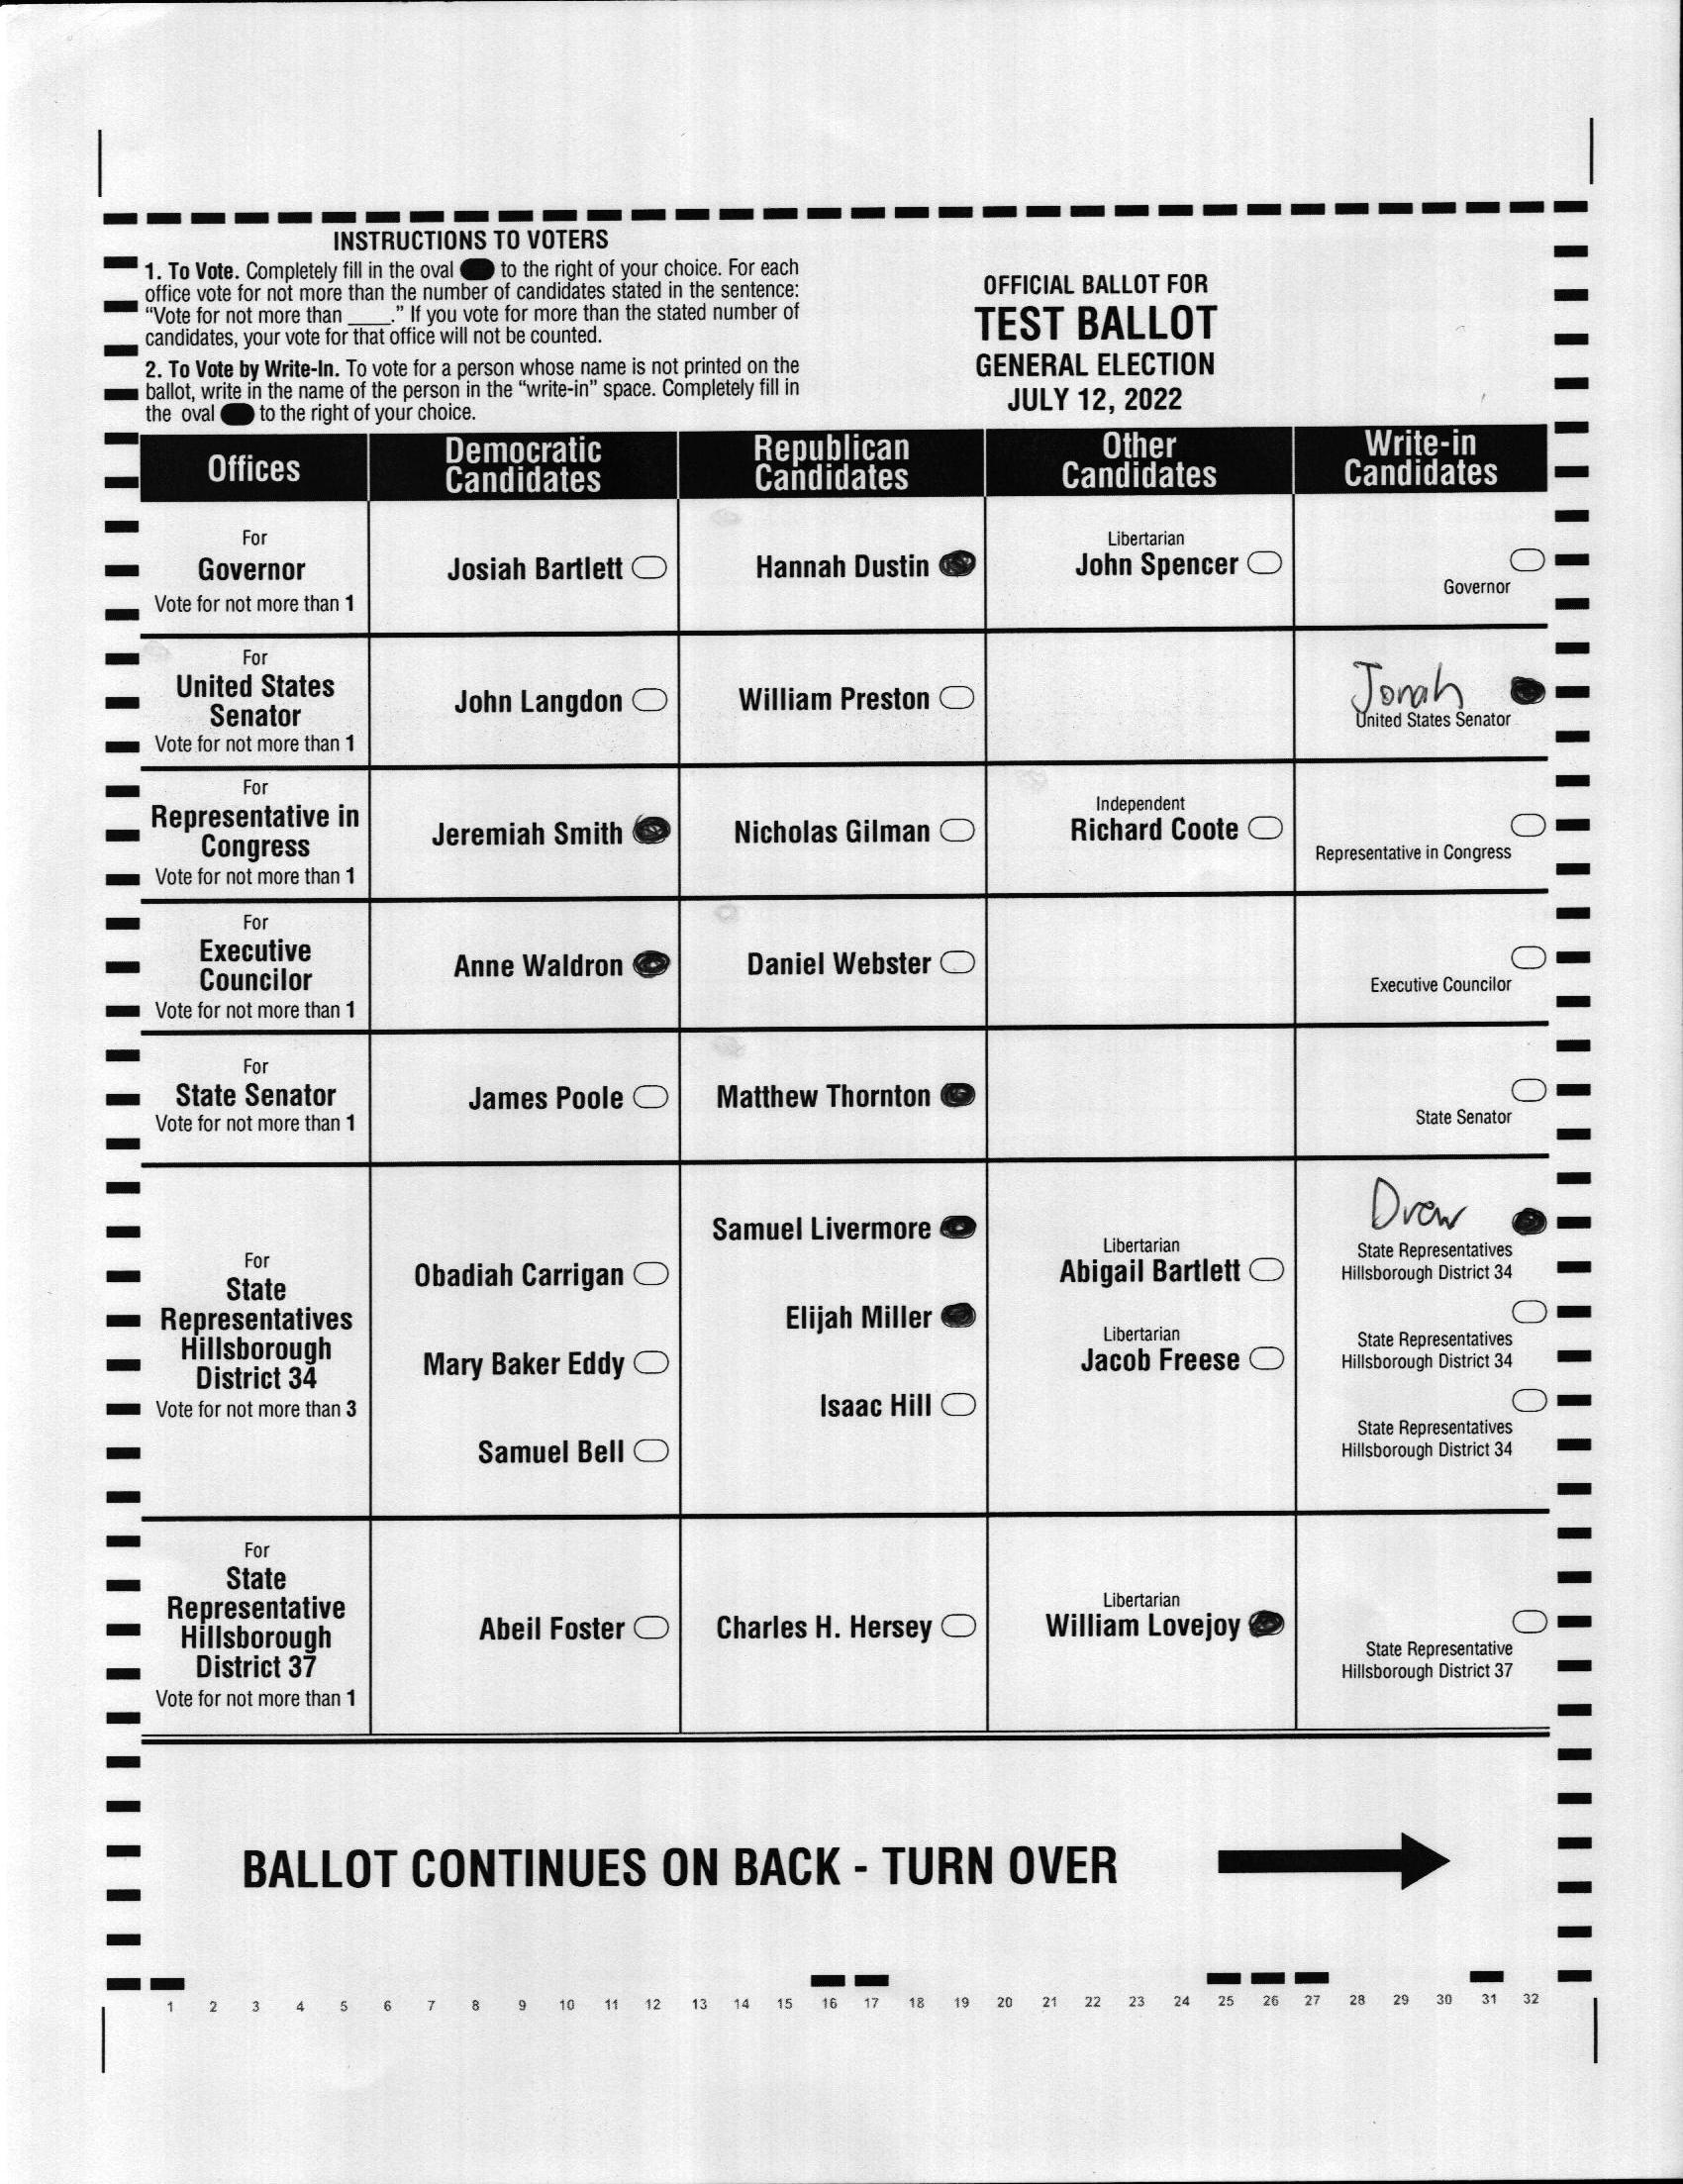 INSTRUCTIONS TO VOTERS
1. To Vote. Completely fill in the oval to the right of your choice. For each
office vote for not more than the number of candidates stated in the sentence:
“Vote for not more than ____.” If you vote for more than the stated number of
candidates, your vote for that office will not be counted.
2. To Vote by Write-In. To vote for a person whose name is not printed on the
ballot, write in the name of the person in the “write-in” space. Completely fill in
the oval to the right of your choice.
OFFICIAL BALLOT FOR
TEST BALLOT
GENERAL ELECTION
JULY 12, 2022
Offices
Democratic
Candidates
Republican
Candidates
Other
Candidates
Write-in
Candidates
For
Governor
Vote for not more than 1
Josiah Bartlett
Hannah Dustin
Libertarian
John Spencer
Governor
For
United States
Senator
Vote for not more than 1
John Langdon
William Preston
Jonah
United States Senator
For
Representative in
Congress
Vote for not more than 1
Jeremiah Smith
Nicholas Gilman
Independent
Richard Coote
Representative in Congress
For
Executive
Councilor
Vote for not more than 1
Anne Waldron
Daniel Webster
Executive Councilor
For
State Senator
Vote for not more than 1
James Poole
Matthew Thornton
State Senator
For
State
Representatives
Hillsborough
District 34
Vote for not more than 3
Obadiah Carrigan
Mary Baker Eddy
Samuel Bell
Samuel Livermore
Elijah Miller
Isaac Hill
Libertarian
Abigail Bartlett
Libertarian
Jacob Freese
Drew
State Representatives
Hillsborough District 34
State Representatives
Hillsborough District 34
State Representatives
Hillsborough District 34
For
State
Representative
Hillsborough
District 37
Vote for not more than 1
Abeil Foster
Charles H. Hersey
Libertarian
William Lovejoy
State Representative
Hillsborough District 37
BALLOT CONTINUES ON BACK - TURN OVER
1 2 3 4 5 6 7 8 9 10 11 12 13 14 15 16 17 18 19 20 21 22 23 24 25 26 27 28 29 30 31 32